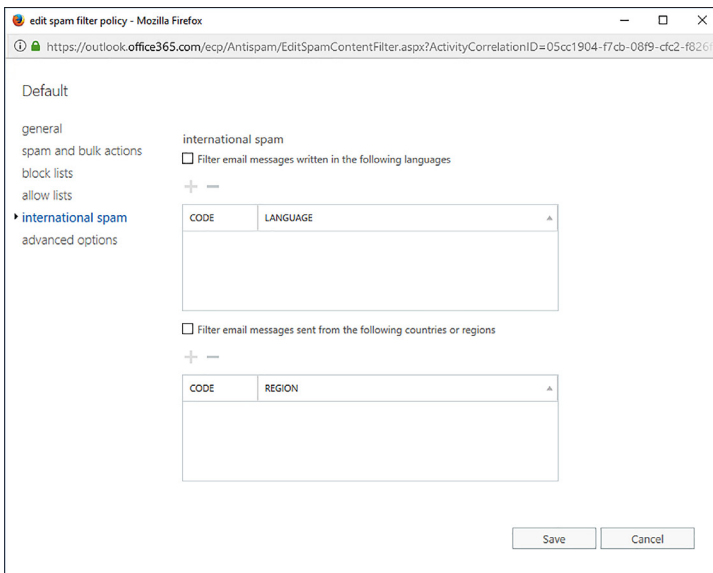 edit spam filter policy - Mozilla Firefox
https://outlook.office365.com/ecp/Antispam/EditSpamContentFilter.aspx?ActivityCorrelationID=05cc1904-f7cb-08f9-cfc2-f826
Default
general
spam and bulk actions
block lists
allow lists
international spam
advanced options
international spam
Filter email messages written in the following languages
CODE LANGUAGE
Filter email messages sent from the following countries or regions
CODE REGION
Save Cancel